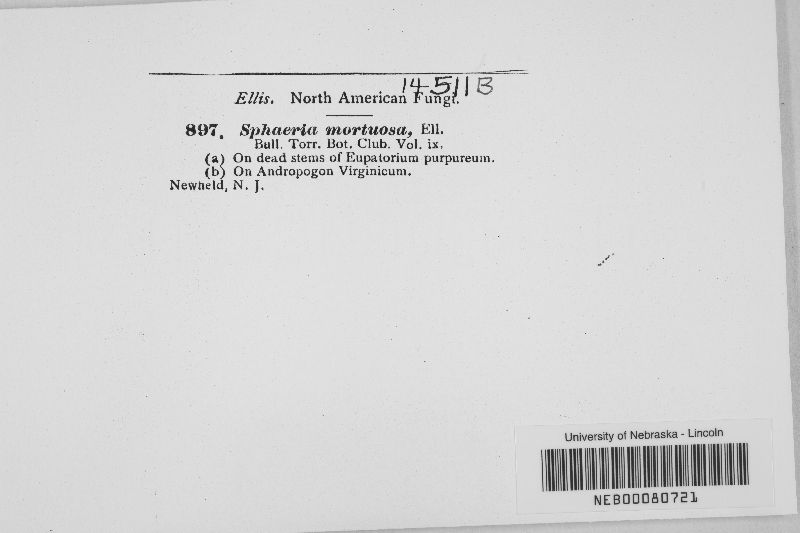 14511B
Ellis. North American Fungi.
897. Sphaeria mortuosa, Ell.
Bull. Torr. Bot. Club. Vol. ix.
(a) On dead stems of Eupatorium purpureum.
(b) On Andropogon Virginicum.
Newfield, N. J.
University of Nebraska - Lincoln
NEB00080721